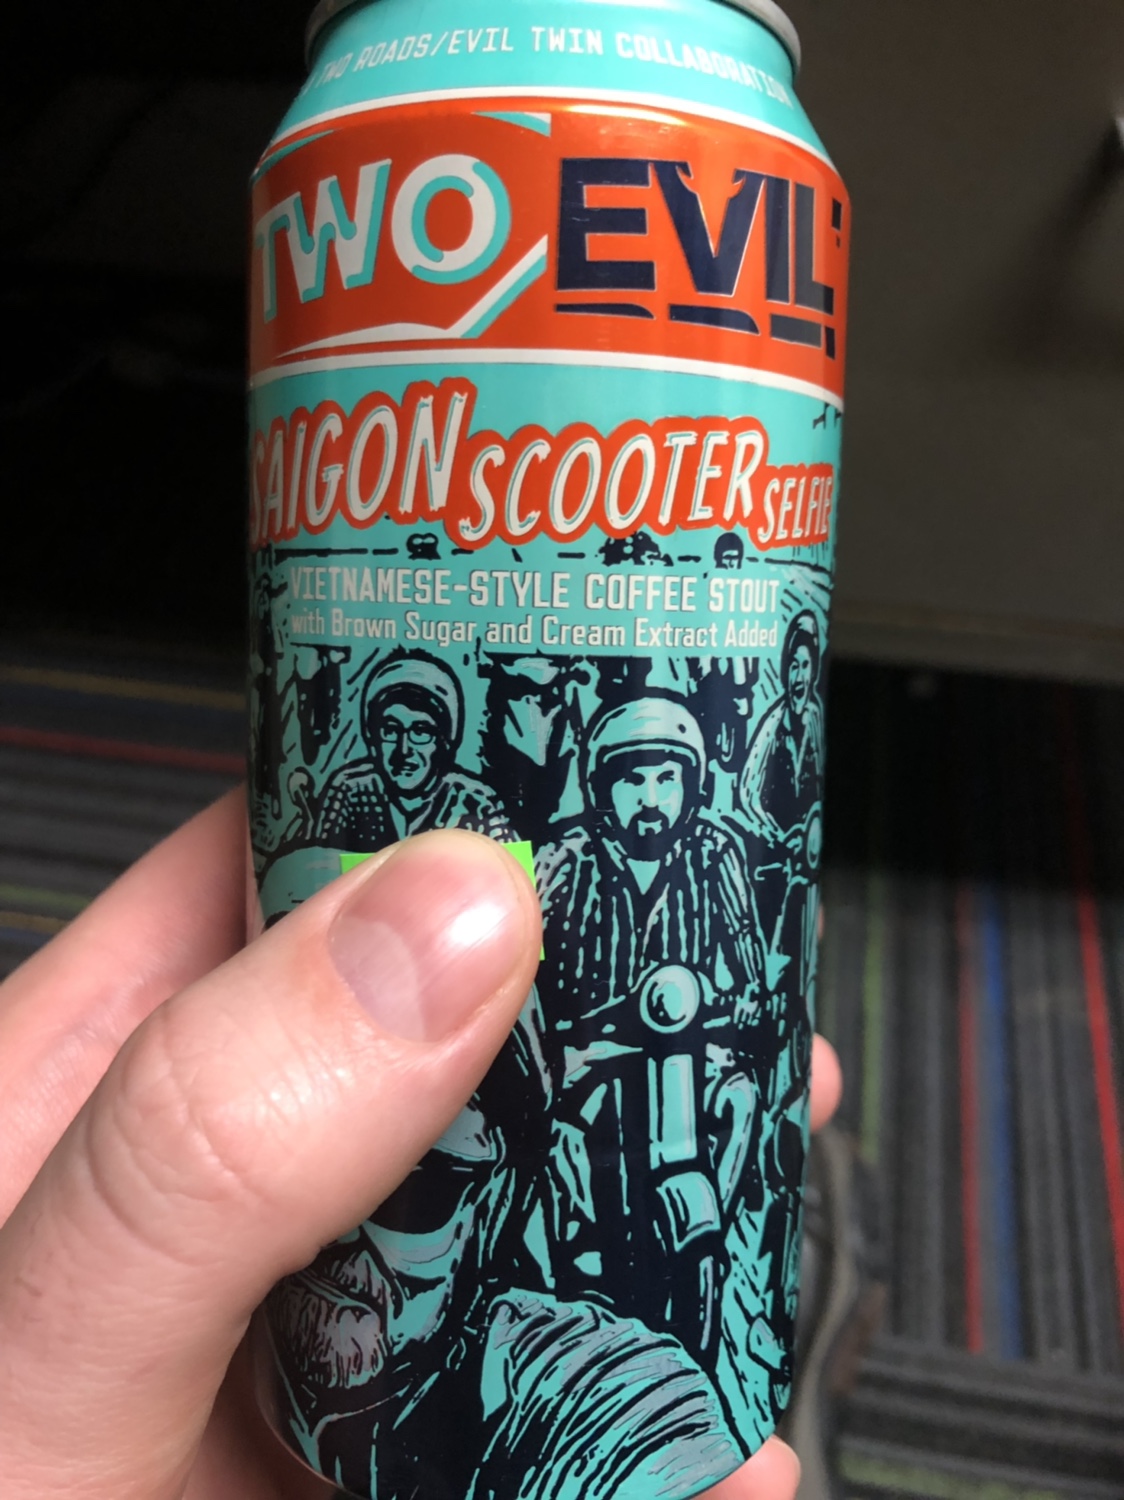 TWO ROADS/EVIL TWIN COLLABORATION
TWO EVIL
SAIGON SCOOTER SELFIE
VIETNAMESE-STYLE COFFEE STOUT
with Brown Sugar and Cream Extract Added